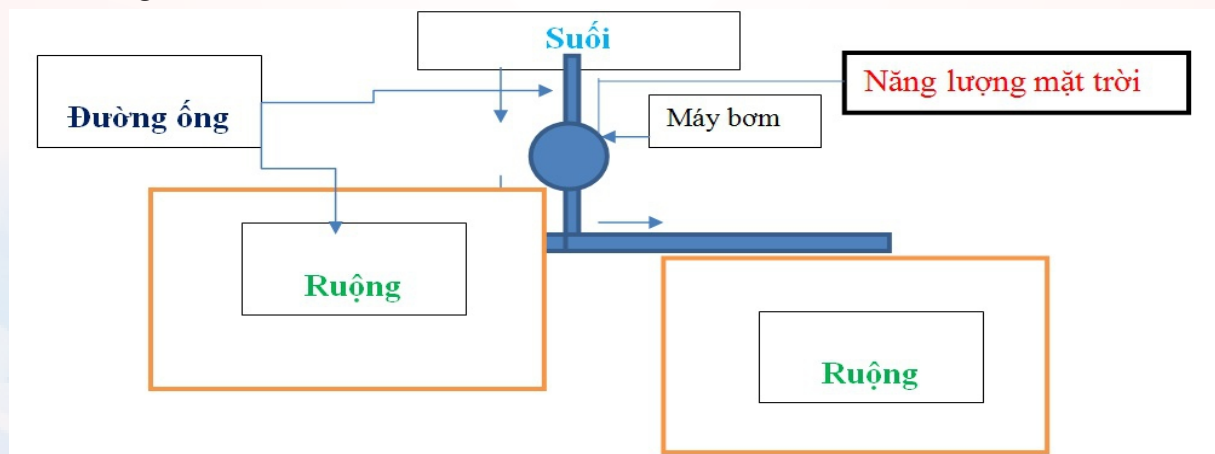 Suối
Năng lượng mặt trời
Đường ống
Máy bơm
Ruộng
Ruộng